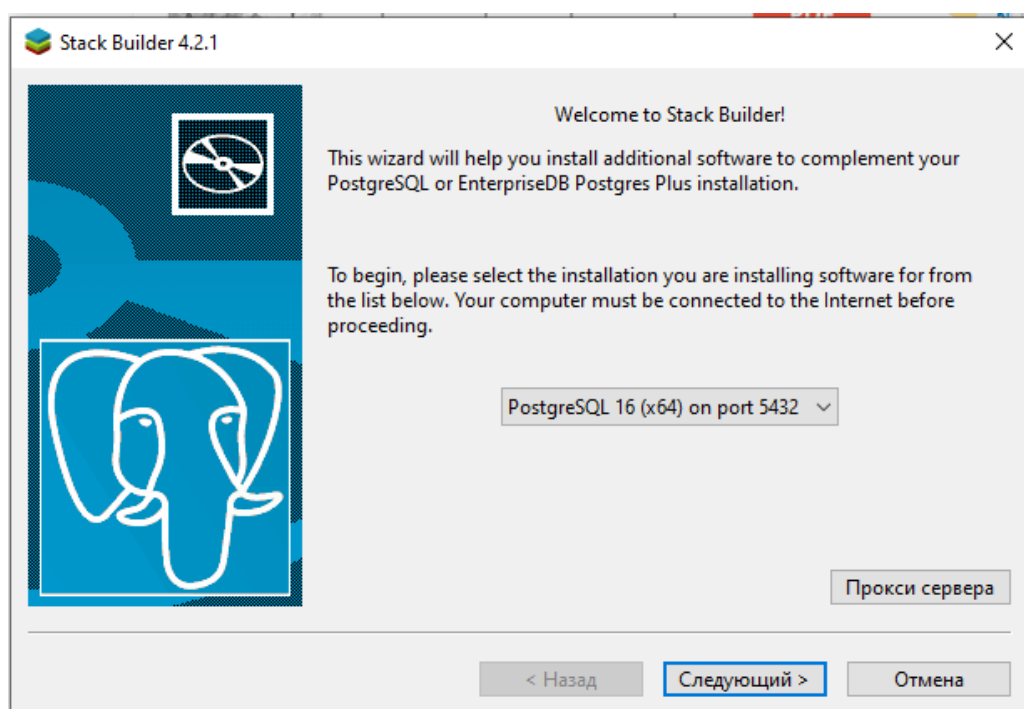 Stack Builder 4.2.1
Welcome to Stack Builder!
This wizard will help you install additional software to complement your
PostgreSQL or EnterpriseDB Postgres Plus installation.
To begin, please select the installation you are installing software for from
the list below. Your computer must be connected to the Internet before
proceeding.
PostgreSQL 16 (x64) on port 5432
Прокси сервера
< Назад
Следующий >
Отмена